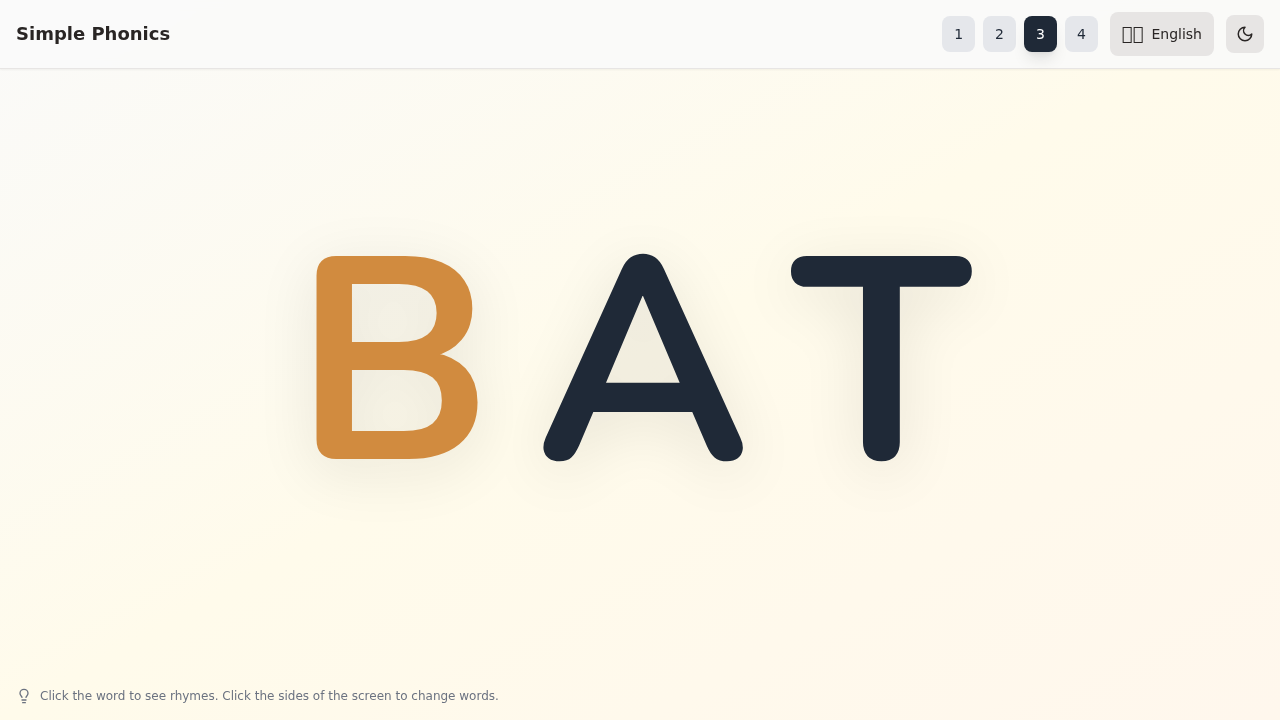 Simple Phonics
1 2 3 4 English
BAT
Click the word to see rhymes. Click the sides of the screen to change words.